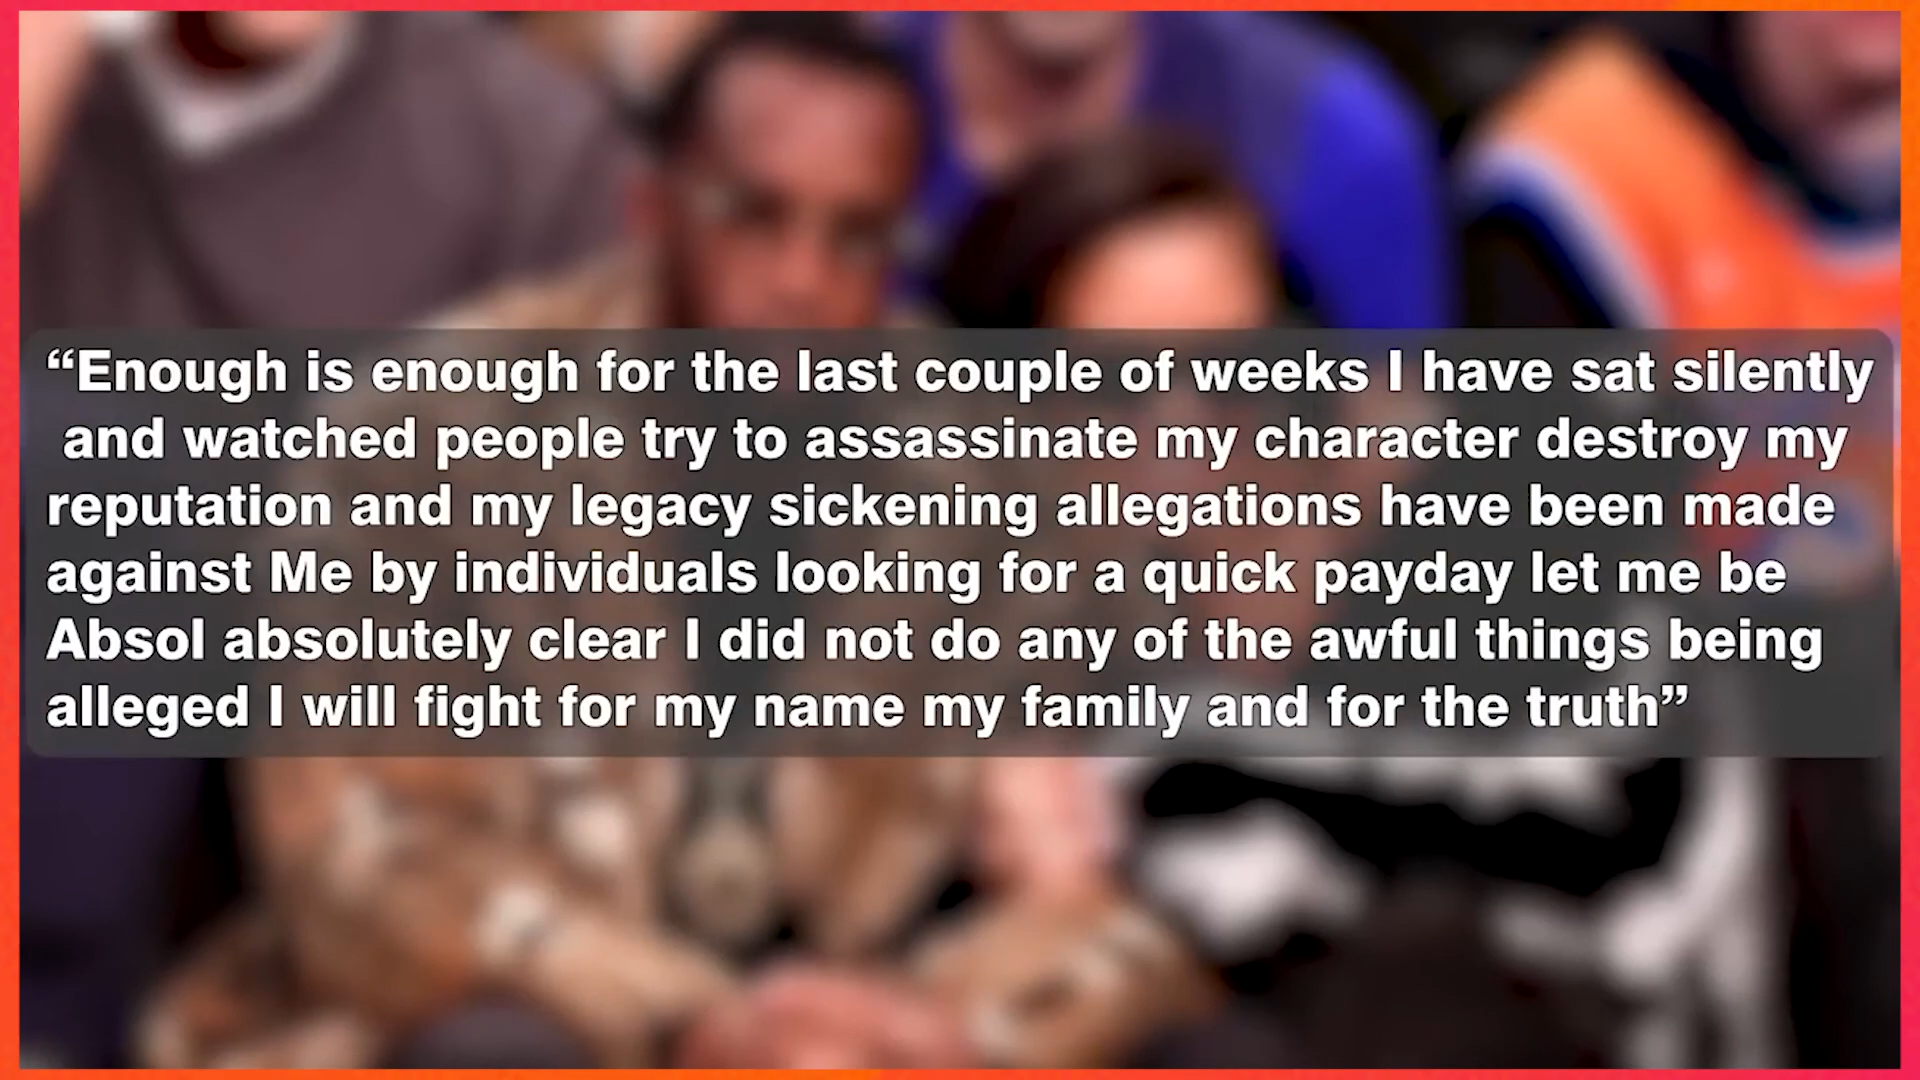 “Enough is enough for the last couple of weeks I have sat silently
and watched people try to assassinate my character destroy my
reputation and my legacy sickening allegations have been made
against Me by individuals looking for a quick payday let me be
Absol absolutely clear I did not do any of the awful things being
alleged I will fight for my name my family and for the truth”